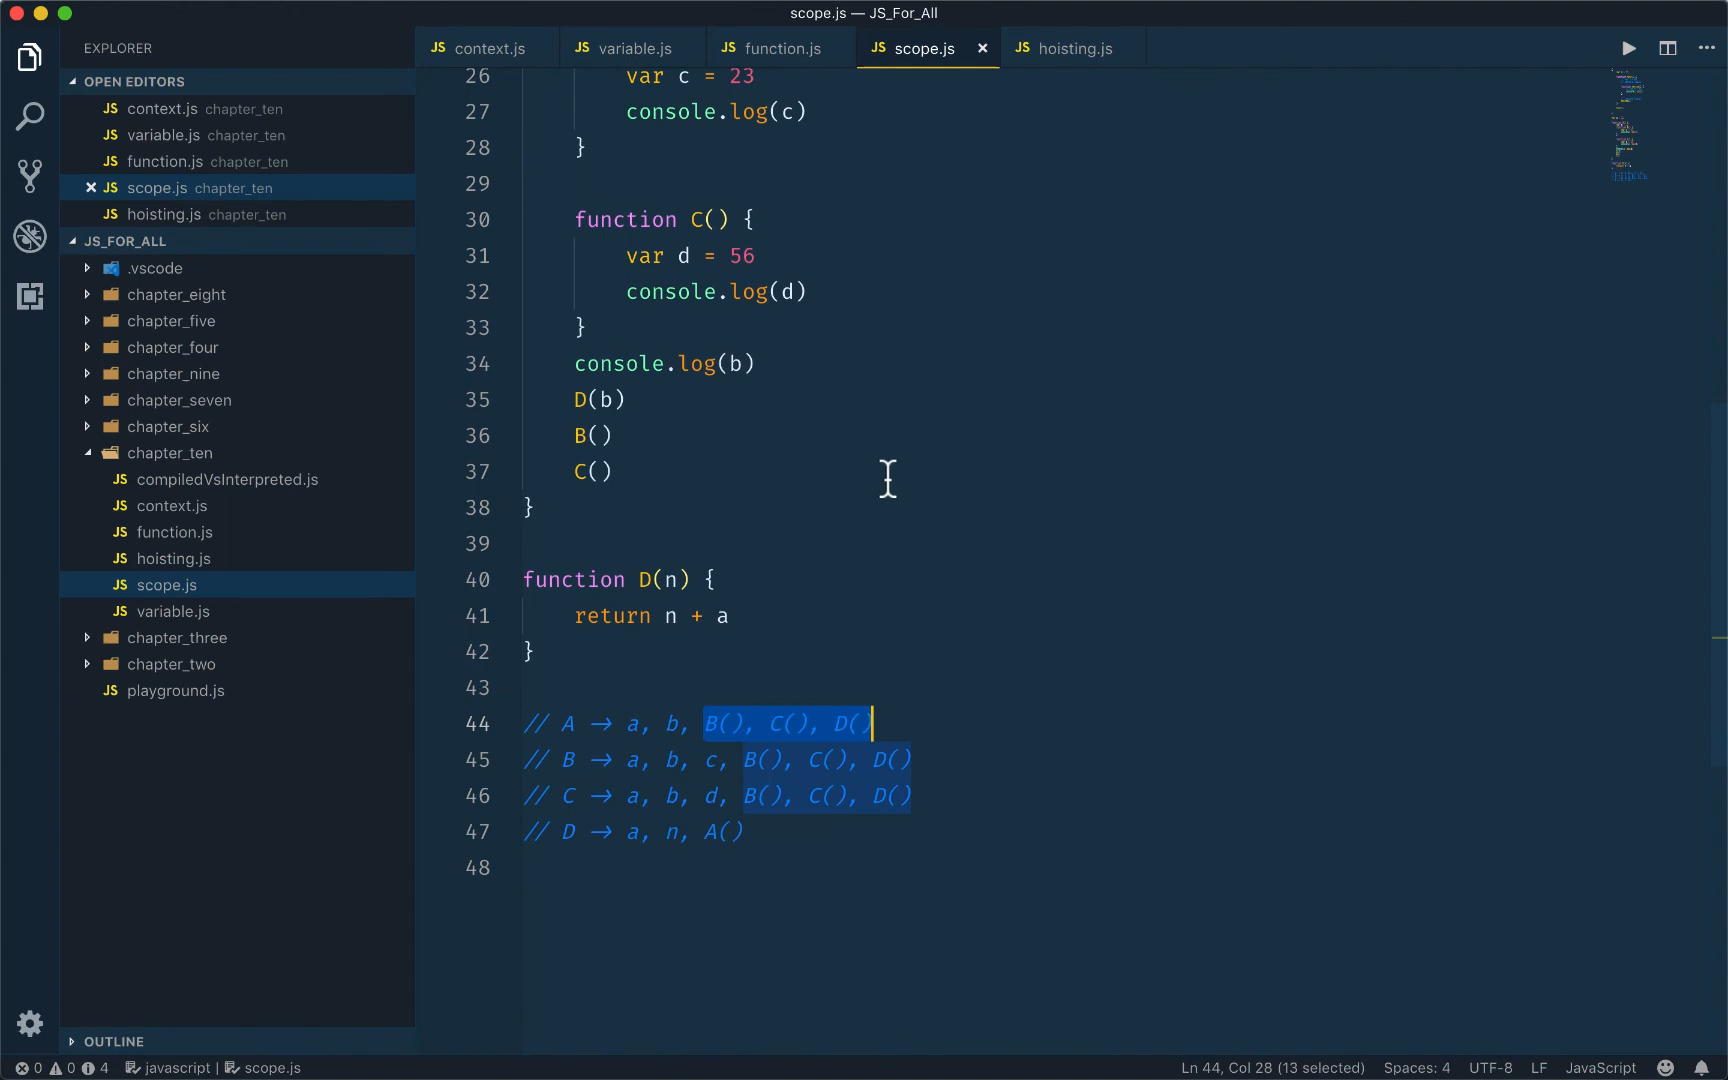 scope.js — JS_For_All
EXPLORER
OPEN EDITORS
JS context.js chapter_ten
JS variable.js chapter_ten
JS function.js chapter_ten
JS scope.js chapter_ten
JS hoisting.js chapter_ten
JS_FOR_ALL
.vscode
chapter_eight
chapter_five
chapter_four
chapter_nine
chapter_seven
chapter_six
chapter_ten
JS compiledVsInterpreted.js
JS context.js
JS function.js
JS hoisting.js
JS scope.js
JS variable.js
chapter_three
chapter_two
JS playground.js
OUTLINE
JS context.js JS variable.js JS function.js JS scope.js JS hoisting.js
26 var c = 23
27 console.log(c)
28 }
29
30 function C() {
31 var d = 56
32 console.log(d)
33 }
34 console.log(b)
35 D(b)
36 B()
37 C()
38 }
39
40 function D(n) {
41 return n + a
42 }
43
44 // A → a, b, B(), C(), D()
45 // B → a, b, c, B(), C(), D()
46 // C → a, b, d, B(), C(), D()
47 // D → a, n, A()
48
0 0 4 javascript | scope.js Ln 44, Col 28 (13 selected) Spaces: 4 UTF-8 LF JavaScript